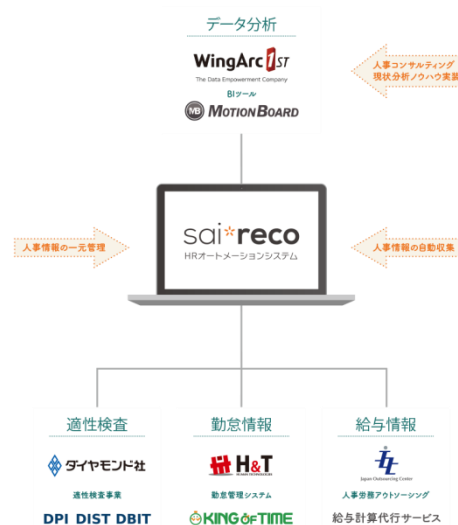 データ分析
WingArc1ST
The Data Empowerment Company
BIツール
MB MOTIONBOARD
人事コンサルティング
現状分析ノウハウ実装
人事情報の一元管理
sai*reco
HRオートメーションシステム
人事情報の自動収集
適性検査
ダイヤモンド社
適性検査事業
DPI DIST DBIT
勤怠情報
H&T
勤怠管理システム
KING OF TIME
給与情報
Japan Outsourcing Center
人事労務アウトソーシング
給与計算代行サービス